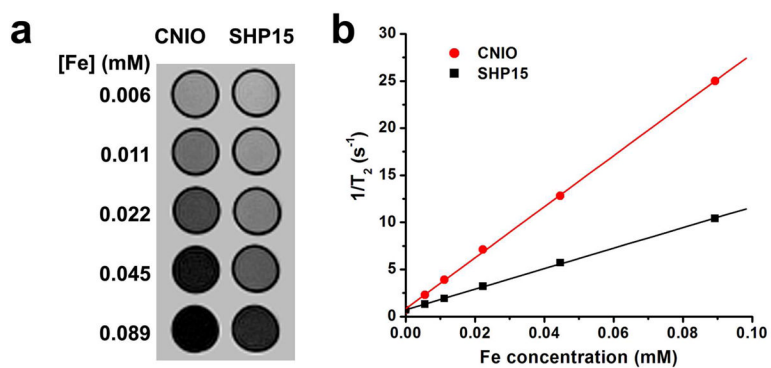 a
CNIO SHP15
[Fe] (mM)
0.006
0.011
0.022
0.045
0.089
b
30
25
20
15
10
5
0
1/T₂ (s⁻¹)
CNIO
SHP15
0.00 0.02 0.04 0.06 0.08 0.10
Fe concentration (mM)